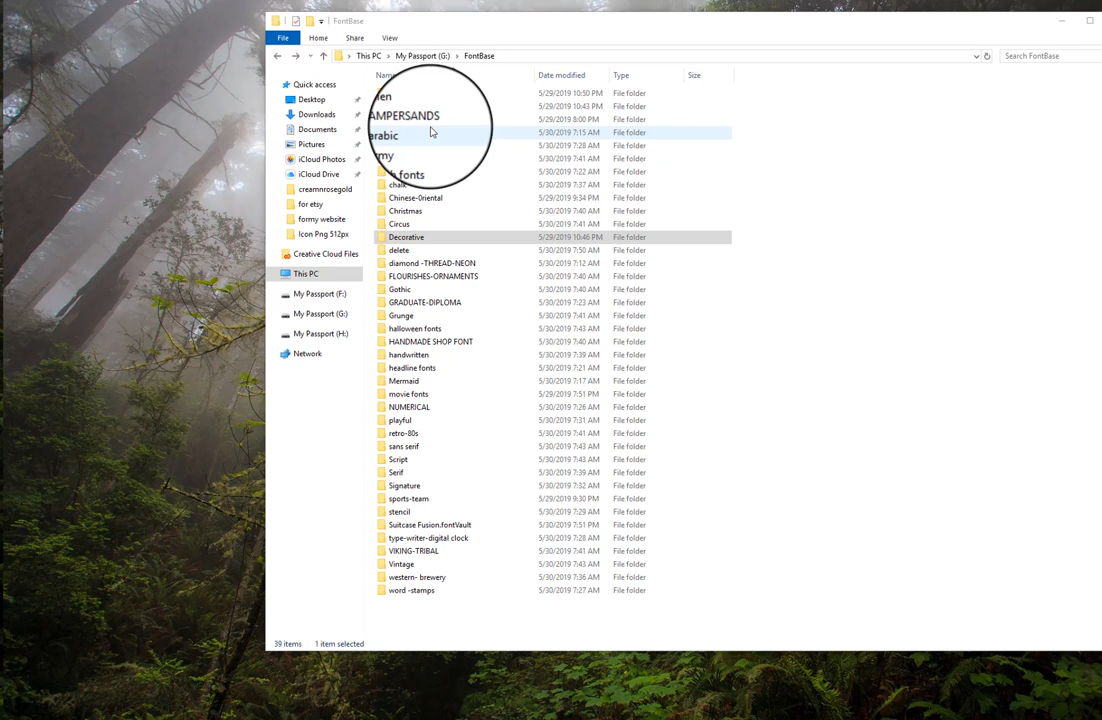 FontBase
File Home Share View
This PC > My Passport (G:) > FontBase
Search FontBase
Date modified Type Size
Quick access
Desktop
Downloads
Documents
Pictures
iCloud Photos
iCloud Drive
creamnrosegold
for etsy
formy website
Icon Png 512px
Creative Cloud Files
This PC
My Passport (F:)
My Passport (G:)
My Passport (H:)
Network
5/29/2019 10:50 PM File folder
AMPERSANDS 5/29/2019 10:43 PM File folder
5/29/2019 8:00 PM File folder
arabic 5/30/2019 7:15 AM File folder
5/30/2019 7:28 AM File folder
5/30/2019 7:41 AM File folder
fonts 5/30/2019 7:22 AM File folder
chalk 5/30/2019 7:37 AM File folder
Chinese-0riental 5/29/2019 9:34 PM File folder
Christmas 5/30/2019 7:40 AM File folder
Circus 5/30/2019 7:41 AM File folder
Decorative 5/29/2019 10:46 PM File folder
delete 5/30/2019 7:50 AM File folder
diamond -THREAD-NEON 5/30/2019 7:12 AM File folder
FLOURISHES-ORNAMENTS 5/30/2019 7:40 AM File folder
Gothic 5/30/2019 7:40 AM File folder
GRADUATE-DIPLOMA 5/30/2019 7:23 AM File folder
Grunge 5/30/2019 7:41 AM File folder
halloween fonts 5/30/2019 7:43 AM File folder
HANDMADE SHOP FONT 5/30/2019 7:40 AM File folder
handwritten 5/30/2019 7:39 AM File folder
headline fonts 5/30/2019 7:21 AM File folder
Mermaid 5/30/2019 7:17 AM File folder
movie fonts 5/29/2019 7:51 PM File folder
NUMERICAL 5/30/2019 7:26 AM File folder
playful 5/30/2019 7:31 AM File folder
retro-80s 5/30/2019 7:41 AM File folder
sans serif 5/30/2019 7:43 AM File folder
Script 5/30/2019 7:43 AM File folder
Serif 5/30/2019 7:39 AM File folder
Signature 5/30/2019 7:32 AM File folder
sports-team 5/29/2019 9:30 PM File folder
stencil 5/30/2019 7:29 AM File folder
Suitcase Fusion.fontVault 5/29/2019 7:51 PM File folder
type-writer-digital clock 5/30/2019 7:28 AM File folder
VIKING-TRIBAL 5/30/2019 7:41 AM File folder
Vintage 5/30/2019 7:43 AM File folder
western- brewery 5/30/2019 7:36 AM File folder
word -stamps 5/30/2019 7:27 AM File folder
39 items 1 item selected